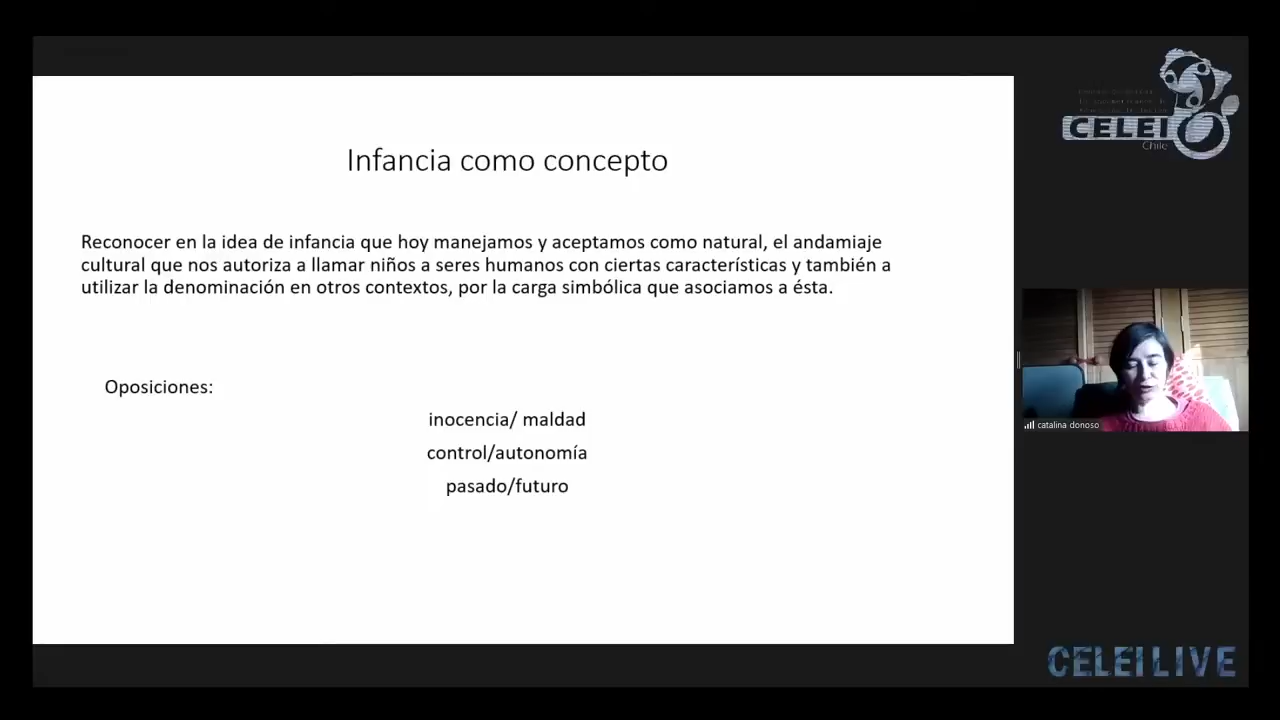 Infancia como concepto
Reconocer en la idea de infancia que hoy manejamos y aceptamos como natural, el andamiaje
cultural que nos autoriza a llamar niños a seres humanos con ciertas características y también a
utilizar la denominación en otros contextos, por la carga simbólica que asociamos a ésta.
Oposiciones:
inocencia/ maldad
control/autonomía
pasado/futuro
CELEI
Chile
catalina donoso
CELEI LIVE